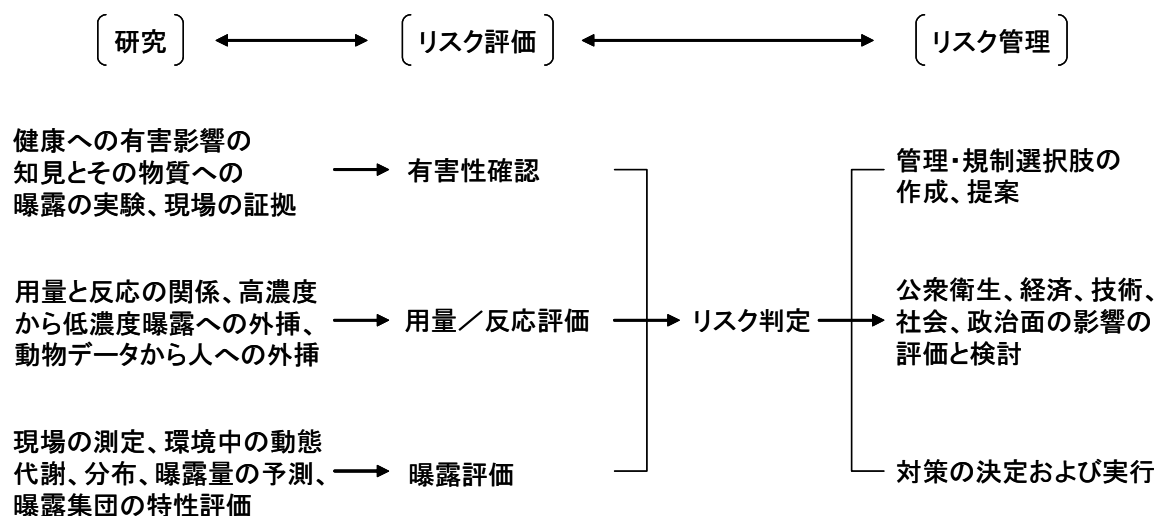 研究
リスク評価
リスク管理
健康への有害影響の
知見とその物質への
曝露の実験、現場の証拠
有害性確認
管理・規制選択肢の
作成、提案
用量と反応の関係、高濃度
から低濃度曝露への外挿、
動物データから人への外挿
用量／反応評価
リスク判定
公衆衛生、経済、技術、
社会、政治面の影響の
評価と検討
現場の測定、環境中の動態
代謝、分布、曝露量の予測、
曝露集団の特性評価
曝露評価
対策の決定および実行